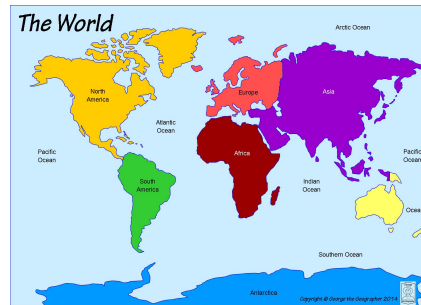 The World
Arctic Ocean
North
America
Europe
Asia
Atlantic
Ocean
Pacific
Ocean
Pacific
Ocean
Africa
Indian
Ocean
South
America
Ocea
Southern Ocean
Antarctica
Copyright © George the Geographer 2014